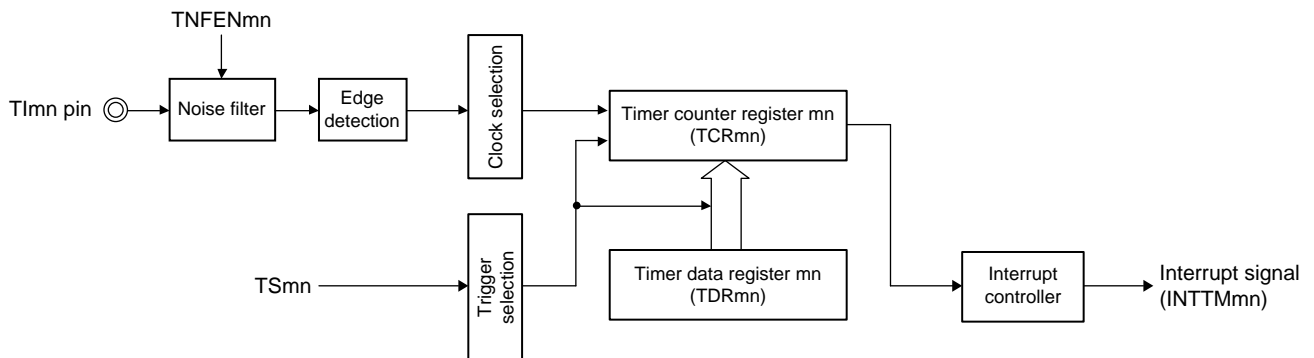 TNFENmn
TImn pin
Noise filter
Edge
detection
Clock selection
Timer counter register mn
(TCRmn)
TSmn
Trigger
selection
Timer data register mn
(TDRmn)
Interrupt
controller
Interrupt signal
(INTTMmn)